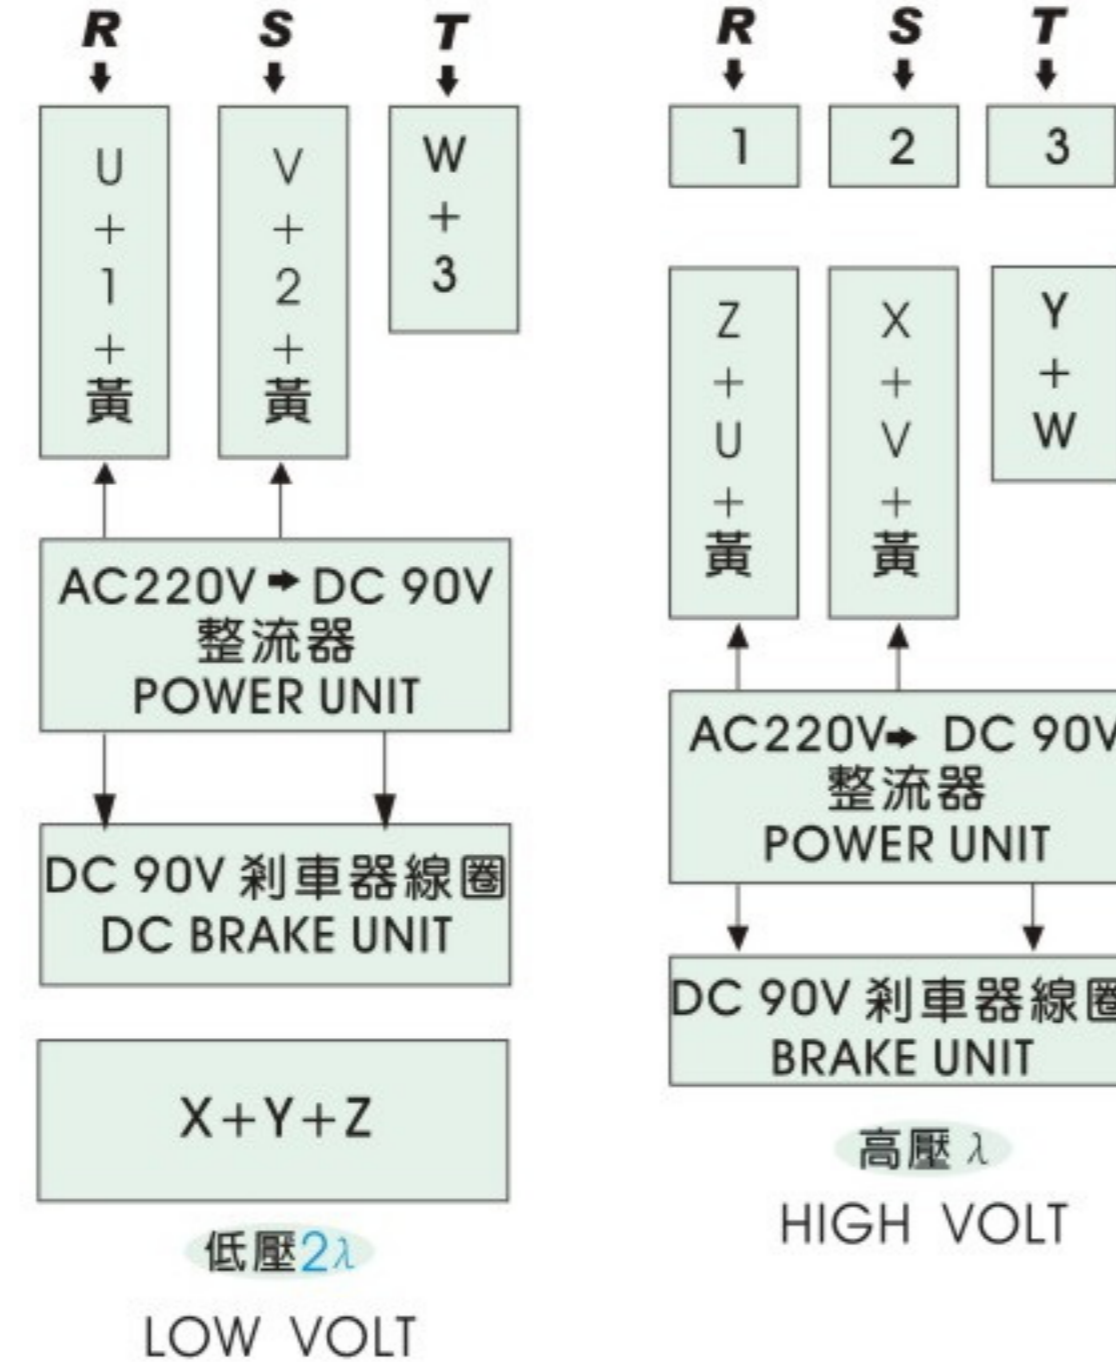 R S T
U + 1 + 黃
V + 2 + 黃
W + 3
AC220V➡DC 90V
整流器
POWER UNIT
DC 90V 剎車器線圈
DC BRAKE UNIT
X+Y+Z
低壓2λ
LOW VOLT
R S T
1 2 3
Z + U + 黃
X + V + 黃
Y + W
AC220V➡ DC 90V
整流器
POWER UNIT
DC 90V 剎車器線圈
BRAKE UNIT
高壓 λ
HIGH VOLT